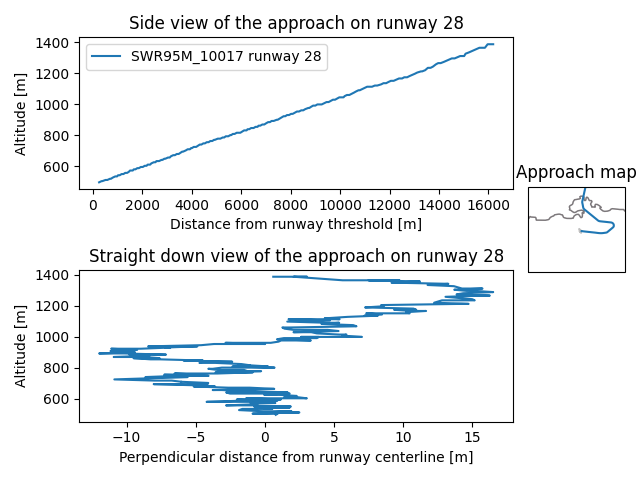 Side view of the approach on runway 28
1400
1200
1000
800
600
Altitude [m]
SWR95M_10017 runway 28
0 2000 4000 6000 8000 10000 12000 14000 16000
Distance from runway threshold [m]
Approach map
Straight down view of the approach on runway 28
1400
1200
1000
800
600
Altitude [m]
−10 −5 0 5 10 15
Perpendicular distance from runway centerline [m]